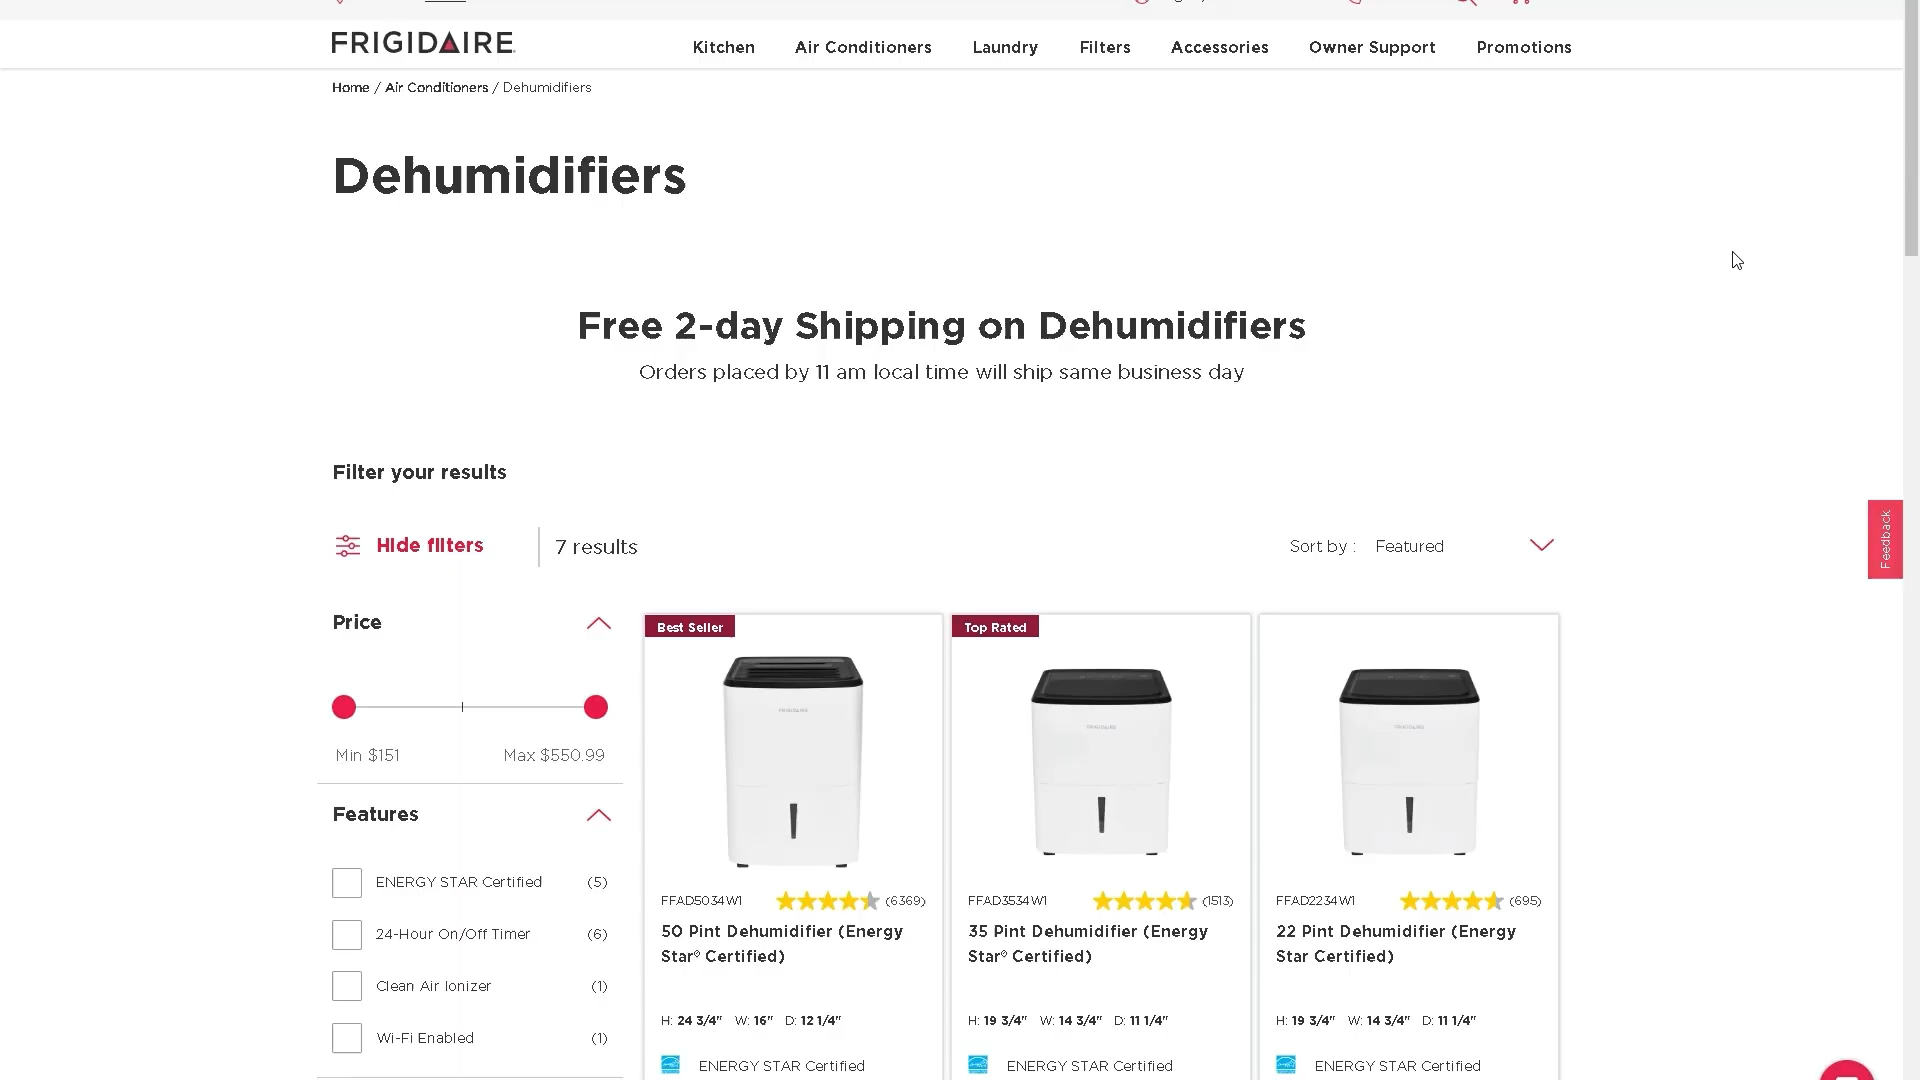 FRIGIDAIRE
Kitchen
Air Conditioners
Laundry
Filters
Accessories
Owner Support
Promotions
Home / Air Conditioners / Dehumidifiers
Dehumidifiers
Free 2-day Shipping on Dehumidifiers
Orders placed by 11 am local time will ship same business day
Filter your results
Hide filters
7 results
Sort by : Featured
Feedback
Price
Min $151
Max $550.99
Features
ENERGY STAR Certified (5)
24-Hour On/Off Timer (6)
Clean Air Ionizer (1)
Wi-Fi Enabled (1)
Best Seller
FRIGIDAIRE
FFAD5034W1 (6369)
50 Pint Dehumidifier (Energy
Star® Certified)
H: 24 3/4" W: 16" D: 12 1/4"
ENERGY STAR Certified
Top Rated
FRIGIDAIRE
FFAD3534W1 (1513)
35 Pint Dehumidifier (Energy
Star® Certified)
H: 19 3/4" W: 14 3/4" D: 11 1/4"
ENERGY STAR Certified
FRIGIDAIRE
FFAD2234W1 (695)
22 Pint Dehumidifier (Energy
Star Certified)
H: 19 3/4" W: 14 3/4" D: 11 1/4"
ENERGY STAR Certified